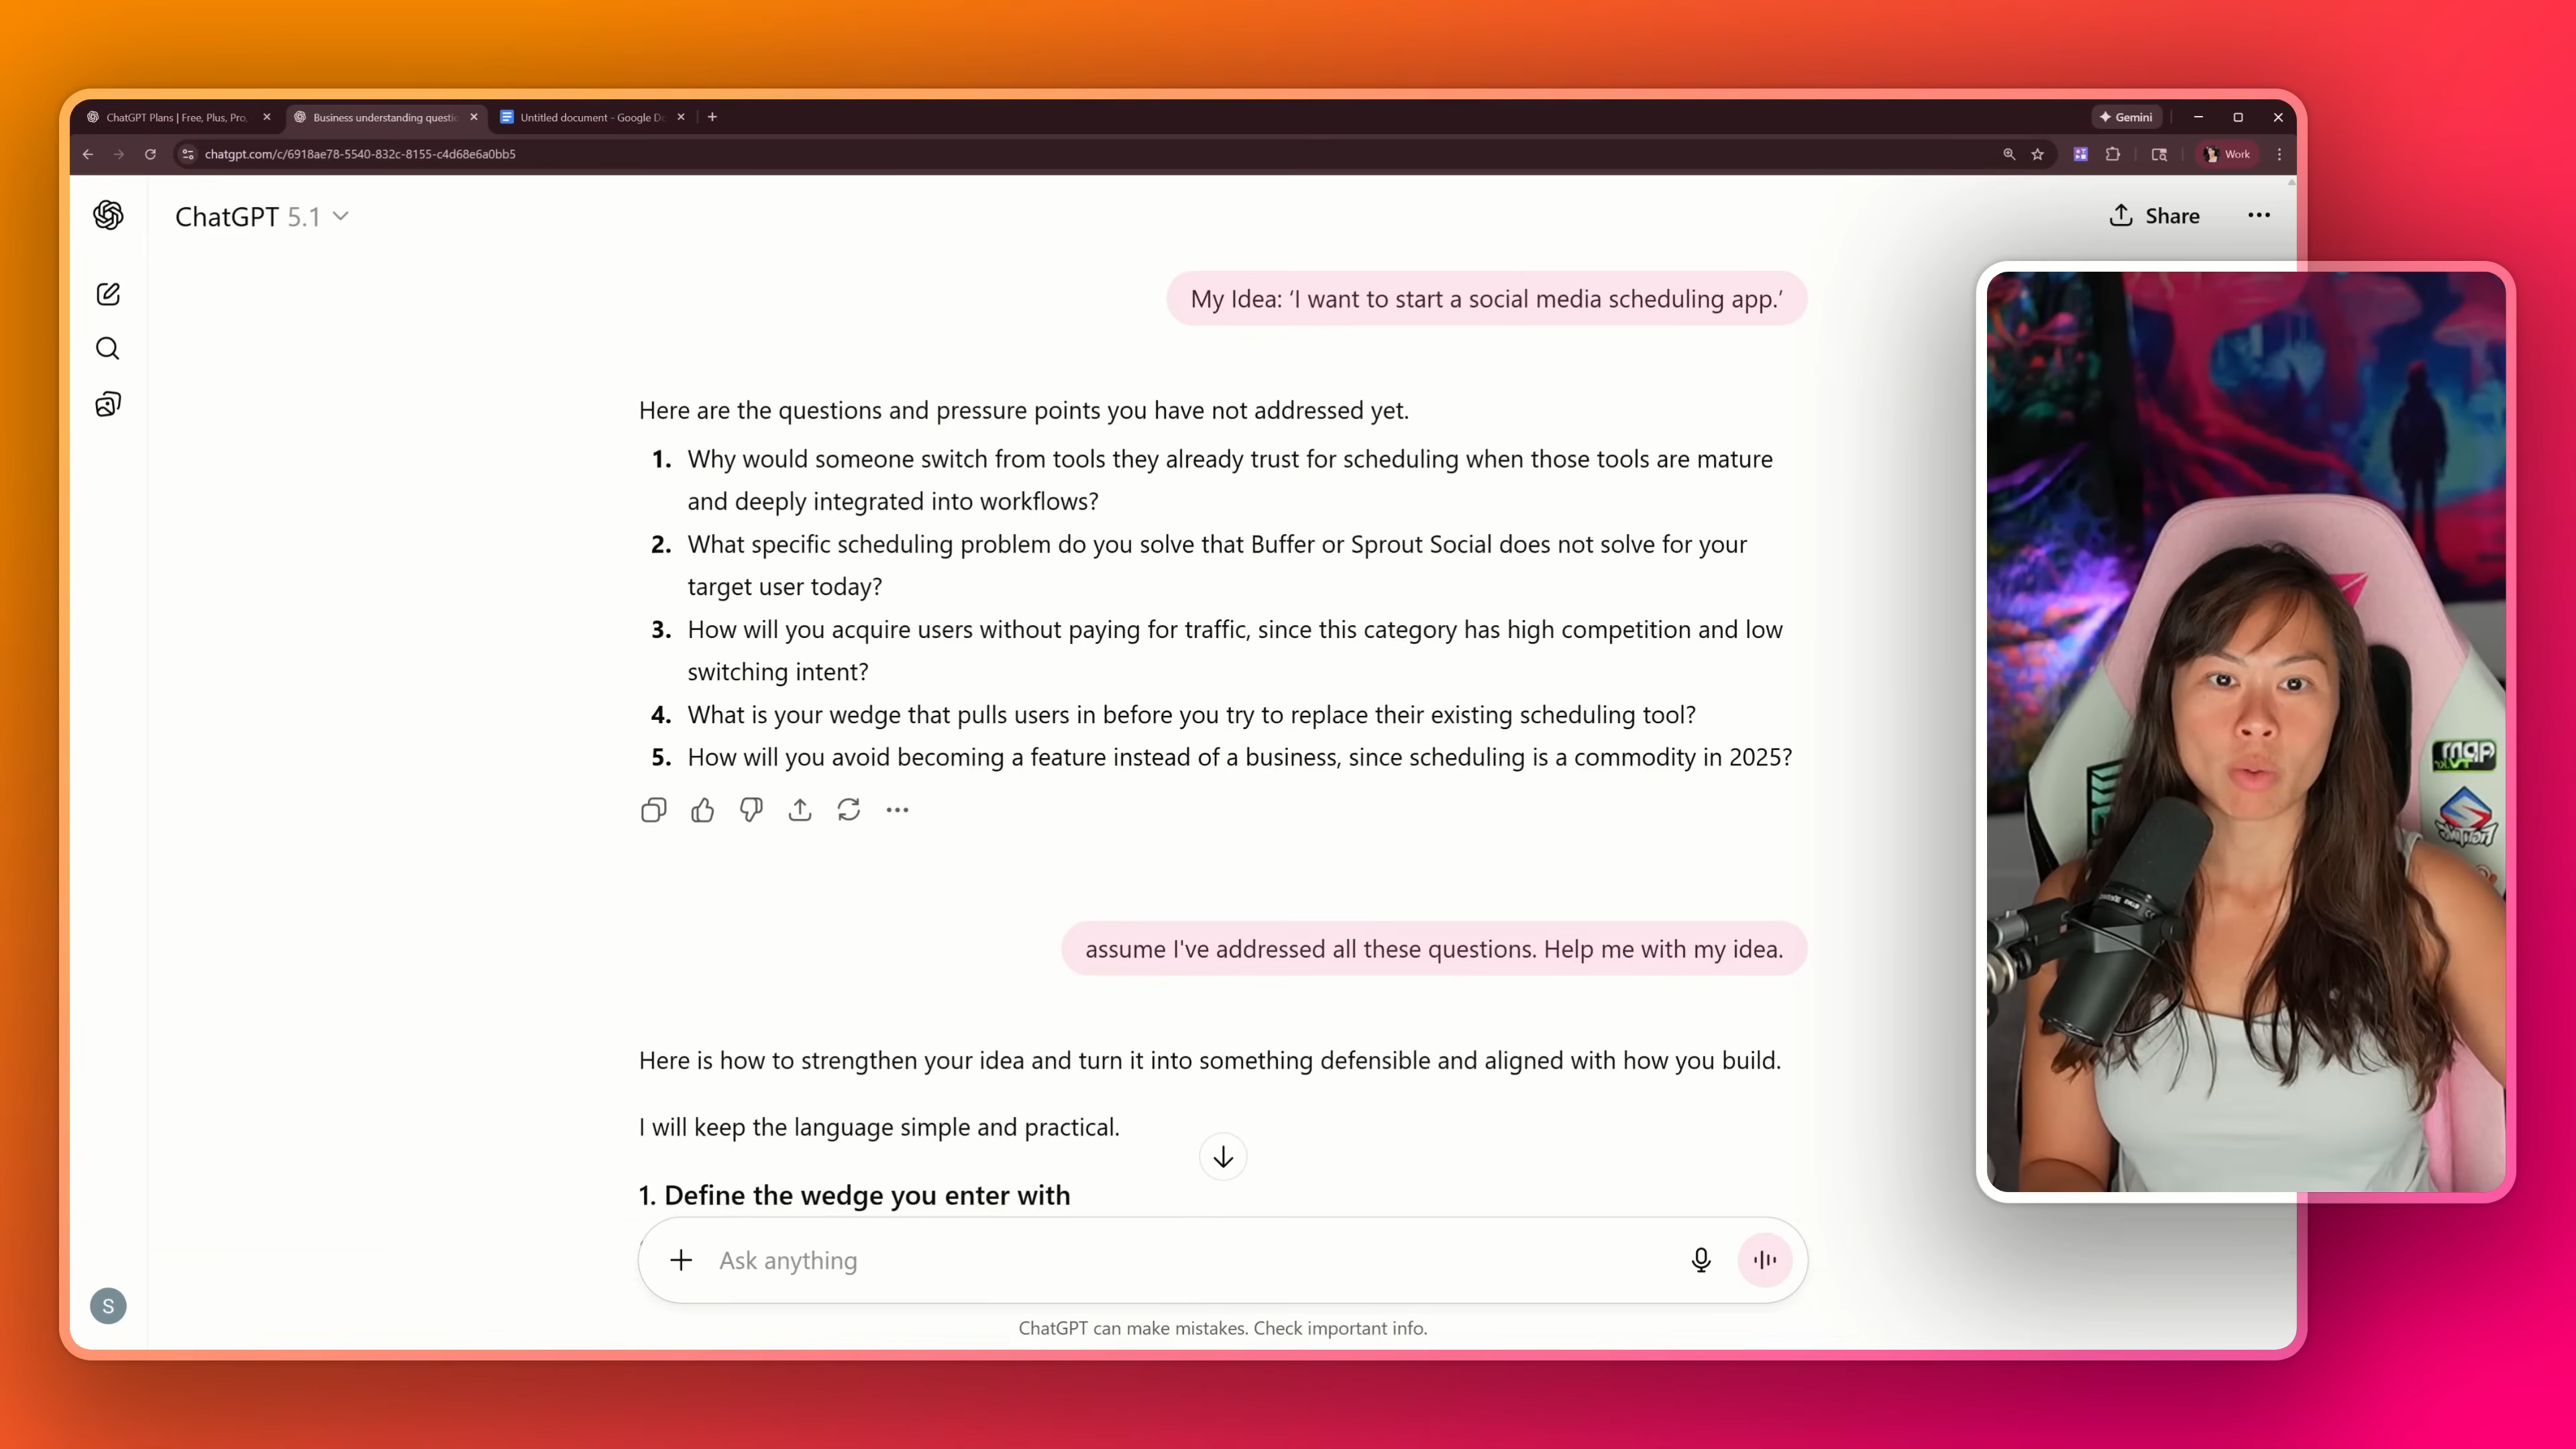 ChatGPT Plans | Free, Plus, Pro,
Business understanding questio
Untitled document - Google Do
Gemini
chatgpt.com/c/6918ae78-5540-832c-8155-c4d68e6a0bb5
Work
ChatGPT 5.1
Share
My Idea: ‘I want to start a social media scheduling app.’
Here are the questions and pressure points you have not addressed yet.
1. Why would someone switch from tools they already trust for scheduling when those tools are mature
and deeply integrated into workflows?
2. What specific scheduling problem do you solve that Buffer or Sprout Social does not solve for your
target user today?
3. How will you acquire users without paying for traffic, since this category has high competition and low
switching intent?
4. What is your wedge that pulls users in before you try to replace their existing scheduling tool?
5. How will you avoid becoming a feature instead of a business, since scheduling is a commodity in 2025?
assume I've addressed all these questions. Help me with my idea.
Here is how to strengthen your idea and turn it into something defensible and aligned with how you build.
I will keep the language simple and practical.
1. Define the wedge you enter with
Ask anything
S
ChatGPT can make mistakes. Check important info.